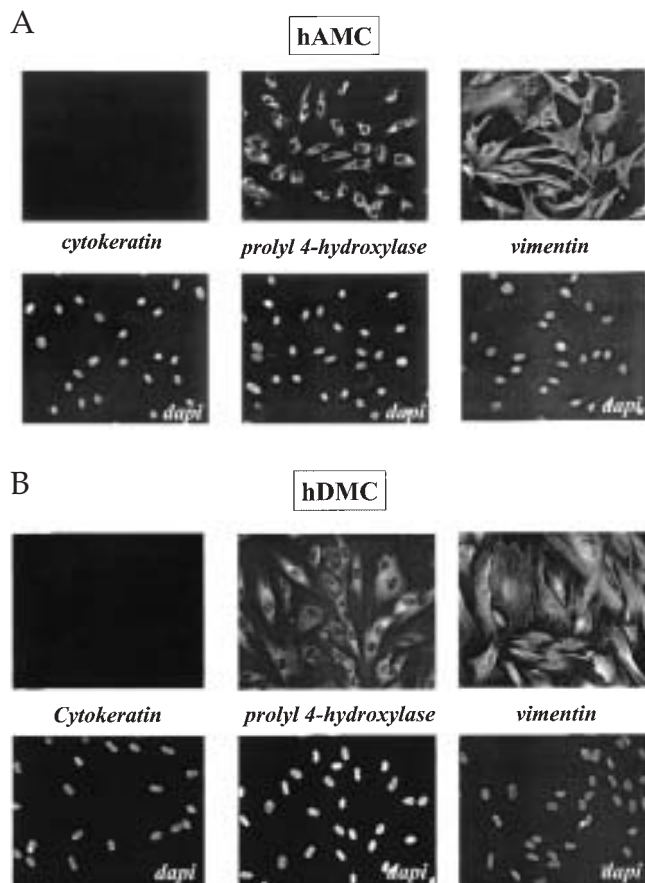 A
hAMC
cytokeratin prolyl 4-hydroxylase vimentin
dapi dapi dapi
B
hDMC
Cytokeratin prolyl 4-hydroxylase vimentin
dapi dapi dapi